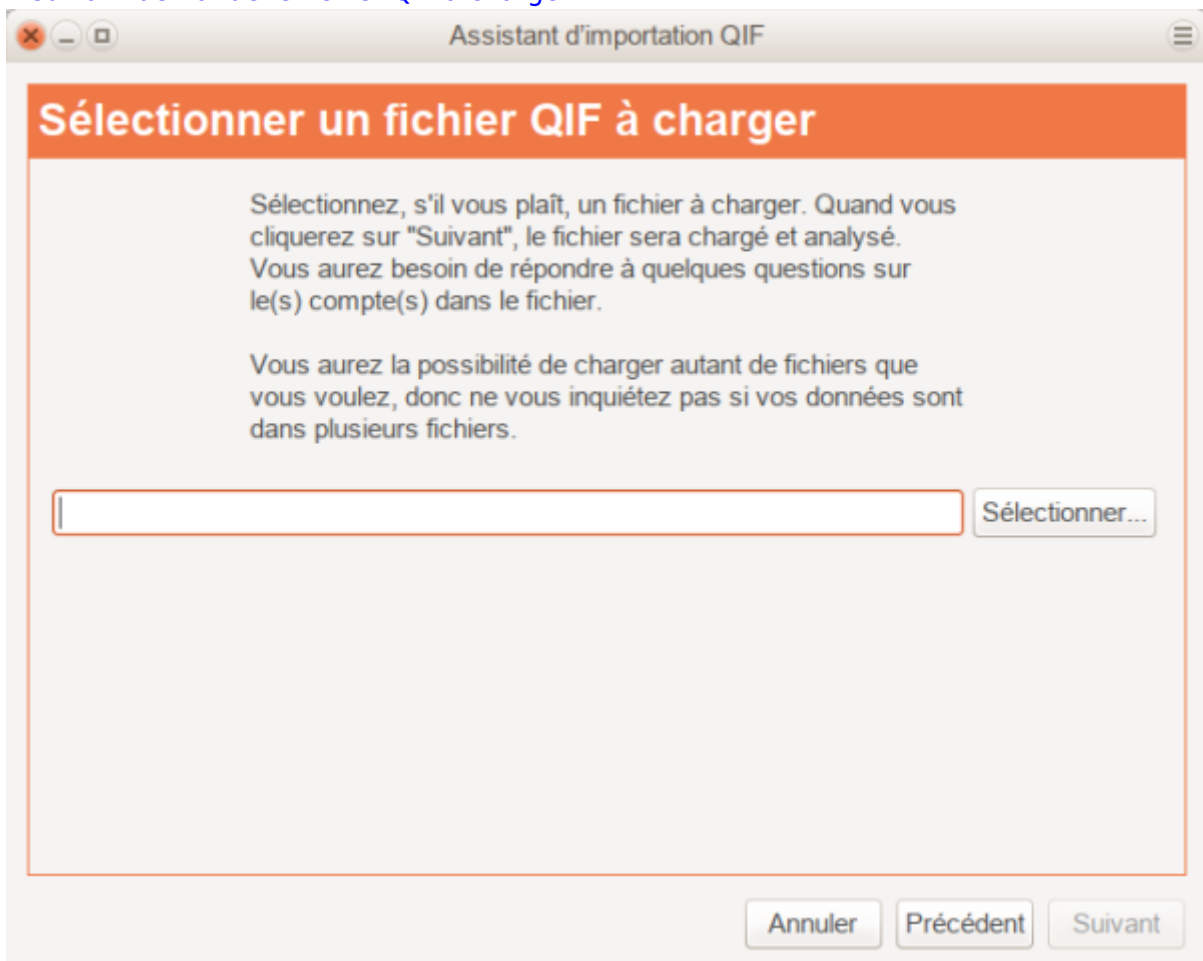 Assistant d'importation QIF
Sélectionner un fichier QIF à charger
Sélectionnez, s'il vous plaît, un fichier à charger. Quand vous
cliquerez sur "Suivant", le fichier sera chargé et analysé.
Vous aurez besoin de répondre à quelques questions sur
le(s) compte(s) dans le fichier.
Vous aurez la possibilité de charger autant de fichiers que
vous voulez, donc ne vous inquiétez pas si vos données sont
dans plusieurs fichiers.
Sélectionner...
Annuler
Précédent
Suivant